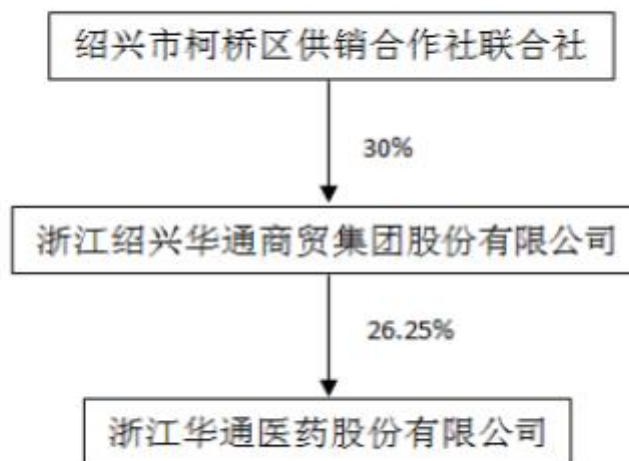 绍兴市柯桥区供销合作社联合社
30%
浙江绍兴华通商贸集团股份有限公司
26.25%
浙江华通医药股份有限公司